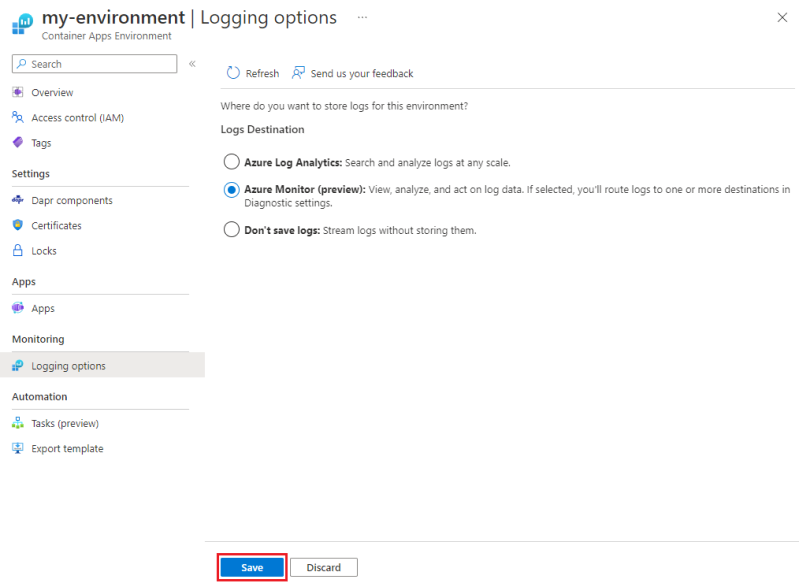 my-environment | Logging options ...
Container Apps Environment
Search
«
Overview
Access control (IAM)
Tags
Settings
Dapr components
Certificates
Locks
Apps
Apps
Monitoring
Logging options
Automation
Tasks (preview)
Export template
Refresh
Send us your feedback
Where do you want to store logs for this environment?
Logs Destination
Azure Log Analytics: Search and analyze logs at any scale.
Azure Monitor (preview): View, analyze, and act on log data. If selected, you'll route logs to one or more destinations in
Diagnostic settings.
Don't save logs: Stream logs without storing them.
Save
Discard